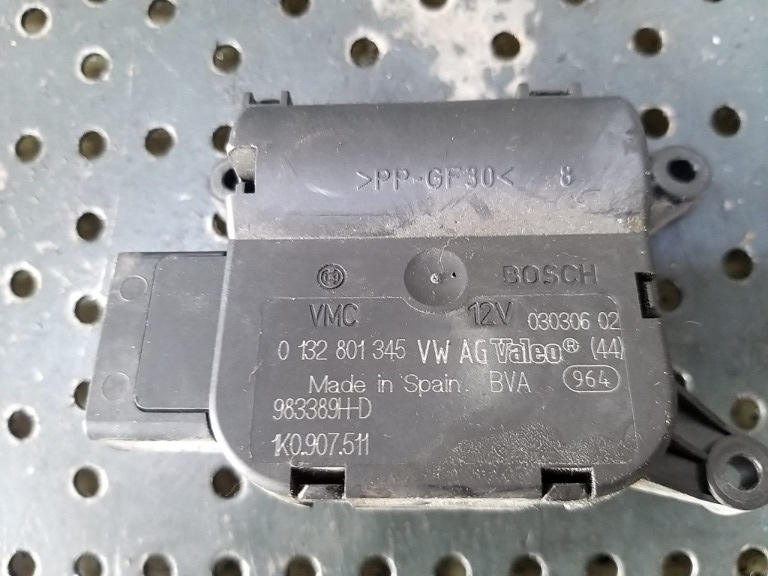 >PP-GF30< 8
BOSCH
VMC 12V 030306 02
0 132 801 345 VW AG Valeo® (44)
Made in Spain. BVA 964
983389H-D
1K0.907.511